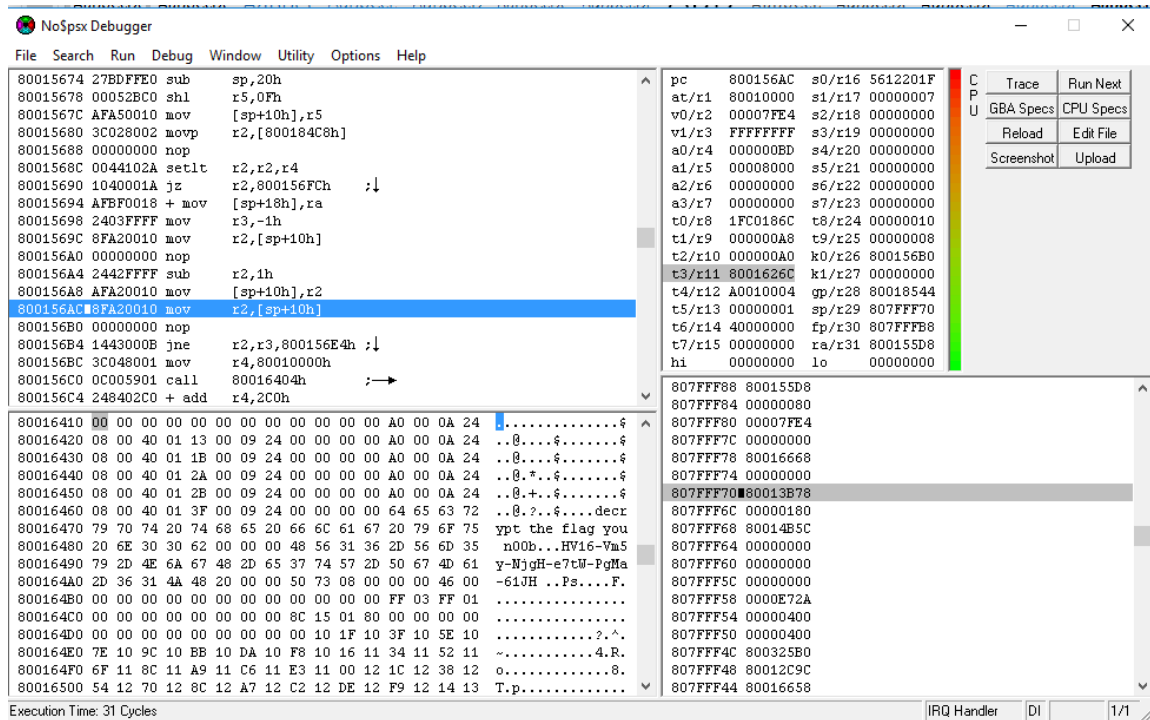 No$psx Debugger
File Search Run Debug Window Utility Options Help
80015674 27BDFFE0 sub sp,20h
80015678 00052BC0 shl r5,0Fh
8001567C AFA50010 mov [sp+10h],r5
80015680 3C028002 movp r2,[800184C8h]
80015688 00000000 nop
8001568C 0044102A setlt r2,r2,r4
80015690 1040001A jz r2,800156FCh ;↓
80015694 AFBF0018 + mov [sp+18h],ra
80015698 2403FFFF mov r3,-1h
8001569C 8FA20010 mov r2,[sp+10h]
800156A0 00000000 nop
800156A4 2442FFFF sub r2,1h
800156A8 AFA20010 mov [sp+10h],r2
800156AC■8FA20010 mov r2,[sp+10h]
800156B0 00000000 nop
800156B4 1443000B jne r2,r3,800156E4h ;↓
800156BC 3C048001 mov r4,80010000h
800156C0 0C005901 call 80016404h ;→
800156C4 248402C0 + add r4,2C0h
pc 800156AC s0/r16 5612201F
at/r1 80010000 s1/r17 00000007
v0/r2 00007FE4 s2/r18 00000000
v1/r3 FFFFFFFF s3/r19 00000000
a0/r4 000000BD s4/r20 00000000
a1/r5 00008000 s5/r21 00000000
a2/r6 00000000 s6/r22 00000000
a3/r7 00000000 s7/r23 00000000
t0/r8 1FC0186C t8/r24 00000010
t1/r9 000000A8 t9/r25 00000008
t2/r10 000000A0 k0/r26 800156B0
t3/r11 8001626C k1/r27 00000000
t4/r12 A0010004 gp/r28 80018544
t5/r13 00000001 sp/r29 807FFF70
t6/r14 40000000 fp/r30 807FFFB8
t7/r15 00000000 ra/r31 800155D8
hi 00000000 lo 00000000
C
P
U
Trace Run Next
GBA Specs CPU Specs
Reload Edit File
Screenshot Upload
80016410 00 00 00 00 00 00 00 00 00 00 00 00 A0 00 0A 24 ...............$
80016420 08 00 40 01 13 00 09 24 00 00 00 00 A0 00 0A 24 ..@....$.......$
80016430 08 00 40 01 1B 00 09 24 00 00 00 00 A0 00 0A 24 ..@....$.......$
80016440 08 00 40 01 2A 00 09 24 00 00 00 00 A0 00 0A 24 ..@.*..$.......$
80016450 08 00 40 01 2B 00 09 24 00 00 00 00 A0 00 0A 24 ..@.+..$.......$
80016460 08 00 40 01 3F 00 09 24 00 00 00 00 64 65 63 72 ..@.?..$....decr
80016470 79 70 74 20 74 68 65 20 66 6C 61 67 20 79 6F 75 ypt the flag you
80016480 20 6E 30 30 62 00 00 00 48 56 31 36 2D 56 6D 35 n00b...HV16-Vm5
80016490 79 2D 4E 6A 67 48 2D 65 37 74 57 2D 50 67 4D 61 y-NjgH-e7tW-PgMa
800164A0 2D 36 31 4A 48 20 00 00 50 73 08 00 00 00 46 00 -61JH ..Ps....F.
800164B0 00 00 00 00 00 00 00 00 00 00 00 00 FF 03 FF 01 ................
800164C0 00 00 00 00 00 00 00 00 8C 15 01 80 00 00 00 00 ................
800164D0 00 00 00 00 00 00 00 00 00 10 1F 10 3F 10 5E 10 ............?.^.
800164E0 7E 10 9C 10 BB 10 DA 10 F8 10 16 11 34 11 52 11 ~...........4.R.
800164F0 6F 11 8C 11 A9 11 C6 11 E3 11 00 12 1C 12 38 12 o.............8.
80016500 54 12 70 12 8C 12 A7 12 C2 12 DE 12 F9 12 14 13 T.p.............
807FFF88 800155D8
807FFF84 00000080
807FFF80 00007FE4
807FFF7C 00000000
807FFF78 80016668
807FFF74 00000000
807FFF70■80013B78
807FFF6C 00000180
807FFF68 80014B5C
807FFF64 00000000
807FFF60 00000000
807FFF5C 00000000
807FFF58 0000E72A
807FFF54 00000400
807FFF50 00000400
807FFF4C 800325B0
807FFF48 80012C9C
807FFF44 80016658
Execution Time: 31 Cycles IRQ Handler DI 1/1